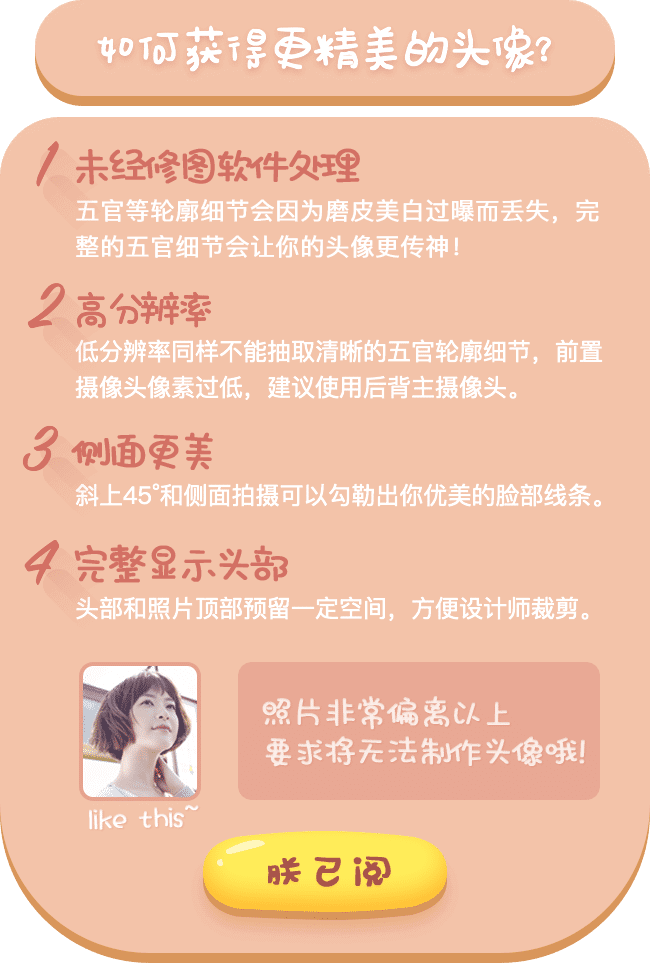 如何获得更精美的头像?
1 未经修图软件处理
五官等轮廓细节会因为磨皮美白过曝而丢失，完
整的五官细节会让你的头像更传神！
2 高分辨率
低分辨率同样不能抽取清晰的五官轮廓细节，前置
摄像头像素过低，建议使用后背主摄像头。
3 侧面更美
斜上45°和侧面拍摄可以勾勒出你优美的脸部线条。
4 完整显示头部
头部和照片顶部预留一定空间，方便设计师裁剪。
照片非常偏离以上
要求将无法制作头像哦!
like this~
朕已阅